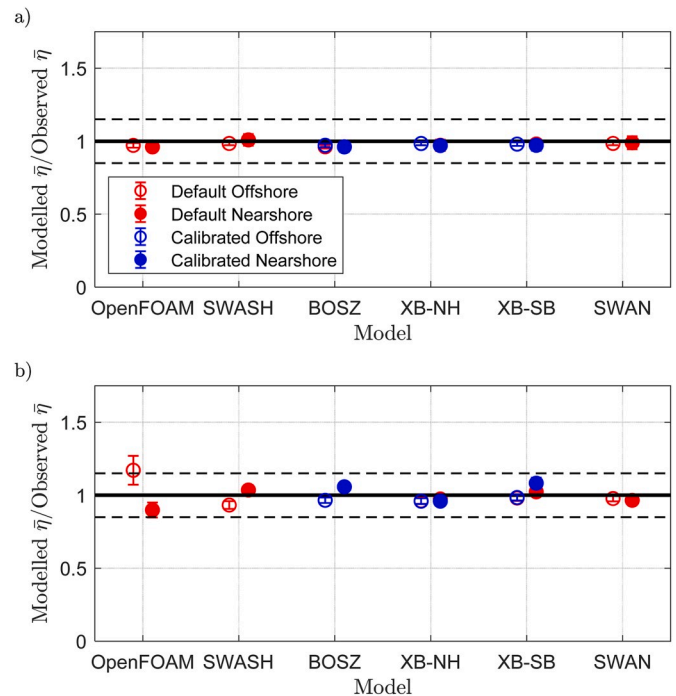 a)
Modelled η̄/Observed η̄
1.5
1
0.5
0
Default Offshore
Default Nearshore
Calibrated Offshore
Calibrated Nearshore
OpenFOAM SWASH BOSZ XB-NH XB-SB SWAN
Model
b)
Modelled η̄/Observed η̄
1.5
1
0.5
0
OpenFOAM SWASH BOSZ XB-NH XB-SB SWAN
Model